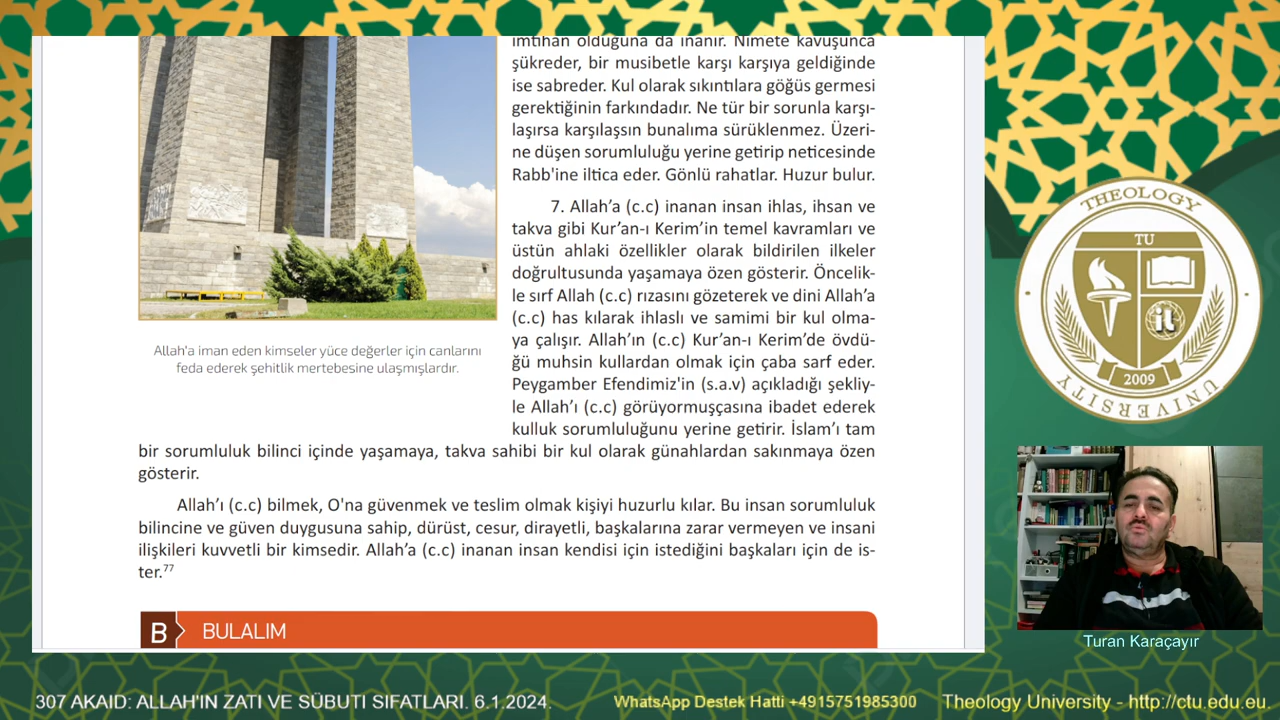 imtihan olduğuna da inanır. Nimete kavuşunca
şükreder, bir musibetle karşı karşıya geldiğinde
ise sabreder. Kul olarak sıkıntılara göğüs germesi
gerektiğinin farkındadır. Ne tür bir sorunla karşı-
laşırsa karşılaşsın bunalıma sürüklenmez. Üzeri-
ne düşen sorumluluğu yerine getirip neticesinde
Rabb'ine iltica eder. Gönlü rahatlar. Huzur bulur.
7. Allah’a (c.c) inanan insan ihlas, ihsan ve
takva gibi Kur’an-ı Kerim’in temel kavramları ve
üstün ahlaki özellikler olarak bildirilen ilkeler
doğrultusunda yaşamaya özen gösterir. Öncelik-
le sırf Allah (c.c) rızasını gözeterek ve dini Allah’a
(c.c) has kılarak ihlaslı ve samimi bir kul olma-
ya çalışır. Allah’ın (c.c) Kur’an-ı Kerim’de övdü-
ğü muhsin kullardan olmak için çaba sarf eder.
Peygamber Efendimiz'in (s.a.v) açıkladığı şekliy-
le Allah’ı (c.c) görüyormuşçasına ibadet ederek
kulluk sorumluluğunu yerine getirir. İslam’ı tam
bir sorumluluk bilinci içinde yaşamaya, takva sahibi bir kul olarak günahlardan sakınmaya özen
gösterir.
Allah'a iman eden kimseler yüce değerler için canlarını
feda ederek şehitlik mertebesine ulaşmışlardır.
Allah’ı (c.c) bilmek, O'na güvenmek ve teslim olmak kişiyi huzurlu kılar. Bu insan sorumluluk
bilincine ve güven duygusuna sahip, dürüst, cesur, dirayetli, başkalarına zarar vermeyen ve insani
ilişkileri kuvvetli bir kimsedir. Allah’a (c.c) inanan insan kendisi için istediğini başkaları için de is-
ter.⁷⁷
B BULALIM
THEOLOGY
TU
2009
UNIVERSITY
Turan Karaçayır
307 AKAID: ALLAH'IN ZATI VE SÜBUTI SIFATLARI. 6.1.2024.
WhatsApp Destek Hatti +4915751985300
Theology University - http://ctu.edu.eu.